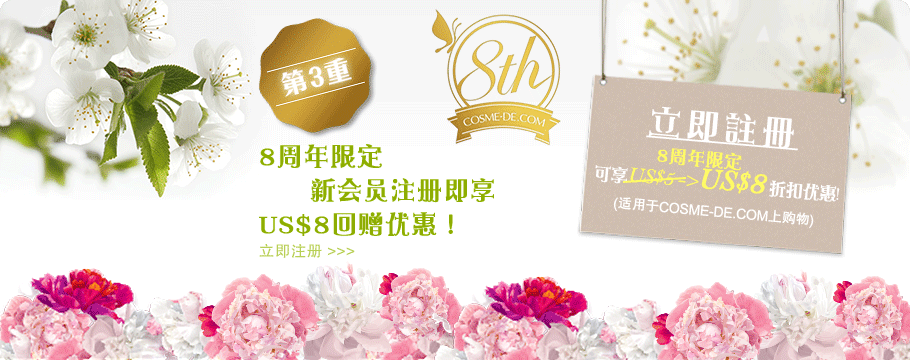 第3重
8th
COSME-DE.COM
8周年限定
新会员注册即享
US$8回赠优惠！
立即注册 >>>
立即註冊
8周年限定
可享US$5=>US$8折扣优惠!
(适用于COSME-DE.COM上购物)